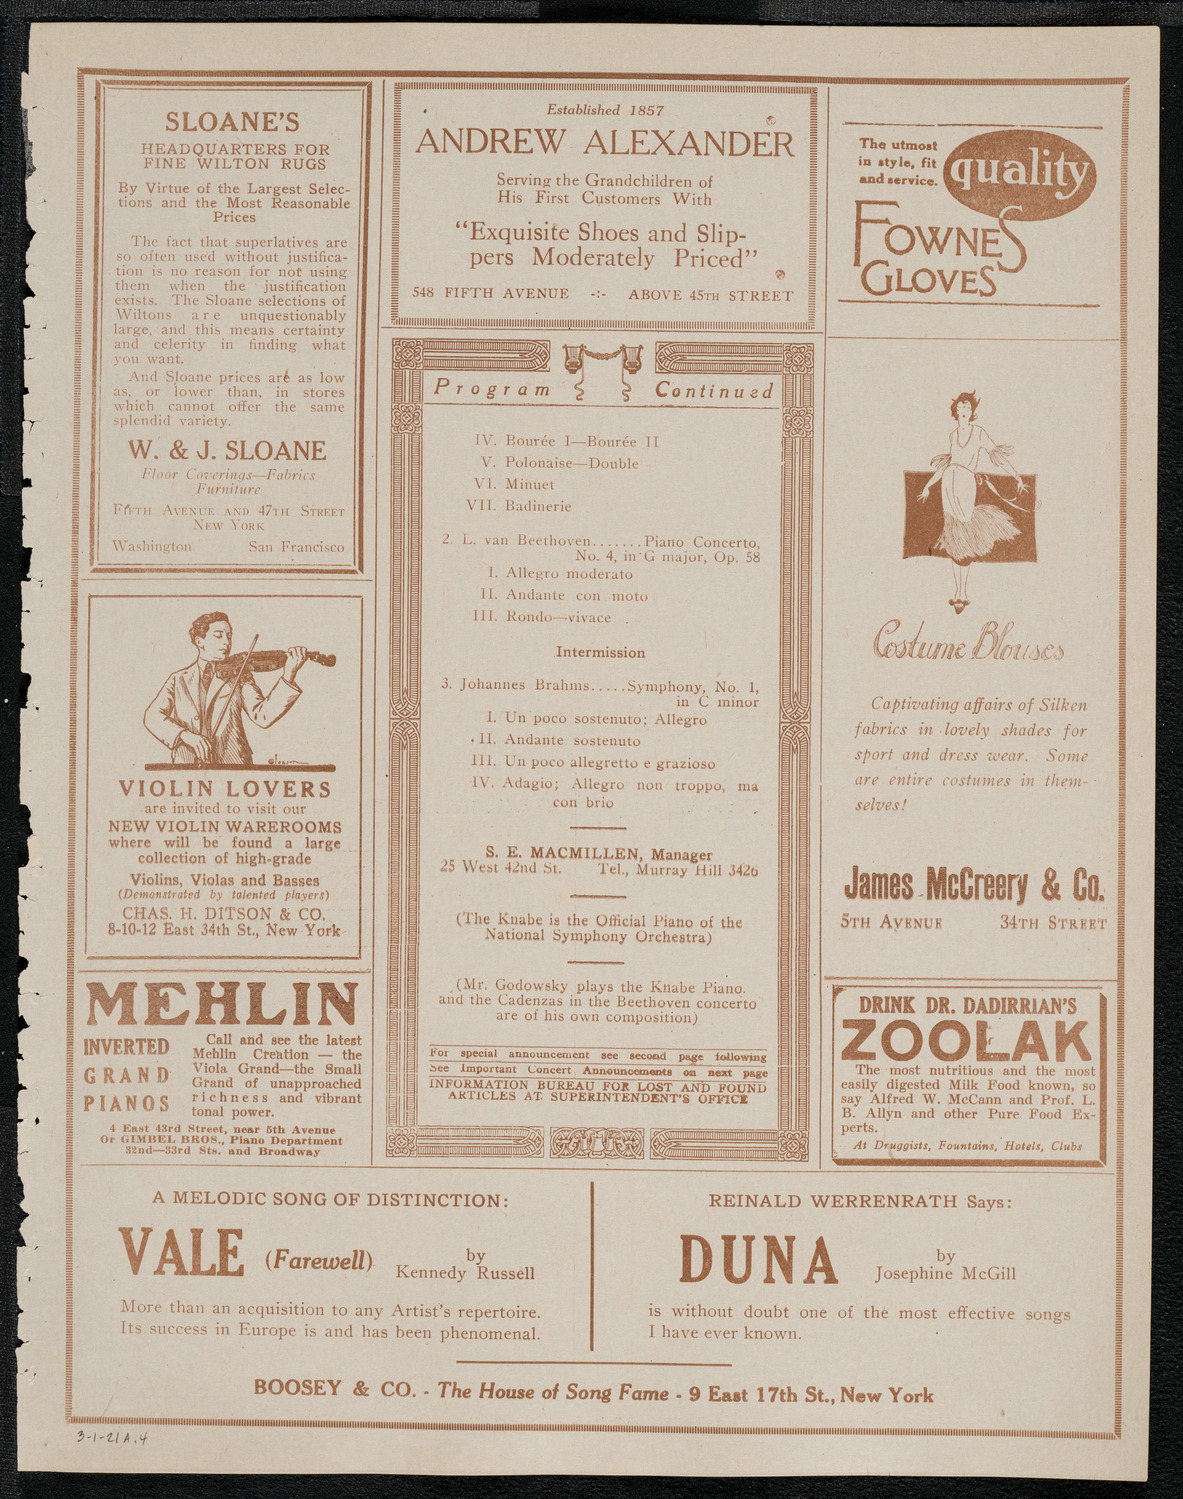 SLOANE'S
HEADQUARTERS FOR
FINE WILTON RUGS
By Virtue of the Largest Selec-
tions and the Most Reasonable
Prices
The fact that superlatives are
so often used without justifica-
tion is no reason for not using
them when the justification
exists. The Sloane selections of
Wiltons are unquestionably
large, and this means certainty
and celerity in finding what
you want.
And Sloane prices are as low
as, or lower than, in stores
which cannot offer the same
splendid variety.
W. & J. SLOANE
Floor Coverings—Fabrics
Furniture
FIFTH AVENUE AND 47TH STREET
NEW YORK
Washington San Francisco
VIOLIN LOVERS
are invited to visit our
NEW VIOLIN WAREROOMS
where will be found a large
collection of high-grade
Violins, Violas and Basses
(Demonstrated by talented players)
CHAS. H. DITSON & CO.
8-10-12 East 34th St., New York
MEHLIN
INVERTED
GRAND
PIANOS
Call and see the latest
Mehlin Creation — the
Viola Grand—the Small
Grand of unapproached
richness and vibrant
tonal power.
4 East 43rd Street, near 5th Avenue
Or GIMBEL BROS., Piano Department
32nd—33rd Sts. and Broadway
Established 1857
ANDREW ALEXANDER
Serving the Grandchildren of
His First Customers With
"Exquisite Shoes and Slip-
pers Moderately Priced"
548 FIFTH AVENUE -:- ABOVE 45TH STREET
Program Continued
IV. Bourée I—Bourée II
V. Polonaise—Double
VI. Minuet
VII. Badinerie
2. L. van Beethoven.......Piano Concerto,
No. 4, in G major, Op. 58
I. Allegro moderato
II. Andante con moto
III. Rondo—vivace
Intermission
3. Johannes Brahms.....Symphony, No. 1,
in C minor
I. Un poco sostenuto; Allegro
II. Andante sostenuto
III. Un poco allegretto e grazioso
IV. Adagio; Allegro non troppo, ma
con brio
S. E. MACMILLEN, Manager
25 West 42nd St. Tel., Murray Hill 3426
(The Knabe is the Official Piano of the
National Symphony Orchestra)
(Mr. Godowsky plays the Knabe Piano.
and the Cadenzas in the Beethoven concerto
are of his own composition)
For special announcement see second page following
See Important Concert Announcements on next page
INFORMATION BUREAU FOR LOST AND FOUND
ARTICLES AT SUPERINTENDENT'S OFFICE
The utmost
in style, fit
and service.
quality
FOWNES
GLOVES
Costume Blouses
Captivating affairs of Silken
fabrics in lovely shades for
sport and dress wear. Some
are entire costumes in them-
selves!
James McCreery & Co.
5TH AVENUE 34TH STREET
DRINK DR. DADIRRIAN'S
ZOOLAK
The most nutritious and the most
easily digested Milk Food known, so
say Alfred W. McCann and Prof. L.
B. Allyn and other Pure Food Ex-
perts.
At Druggists, Fountains, Hotels, Clubs
A MELODIC SONG OF DISTINCTION:
VALE (Farewell) by
Kennedy Russell
More than an acquisition to any Artist's repertoire.
Its success in Europe is and has been phenomenal.
REINALD WERRENRATH Says:
DUNA by
Josephine McGill
is without doubt one of the most effective songs
I have ever known.
BOOSEY & CO. - The House of Song Fame - 9 East 17th St., New York
3-1-21A.4